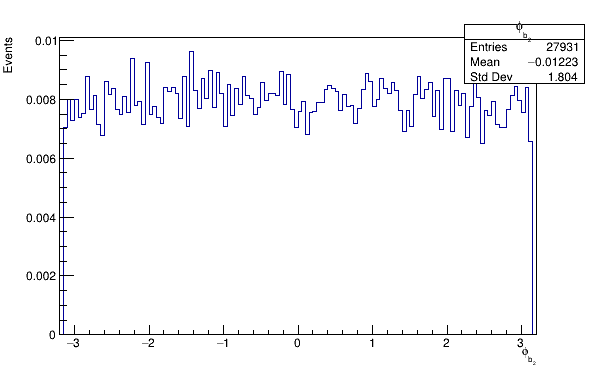 ϕ_b₂
Entries 27931
Mean −0.01223
Std Dev 1.804
Events
0.01
0.008
0.006
0.004
0.002
0
−3 −2 −1 0 1 2 3
ϕ_b₂